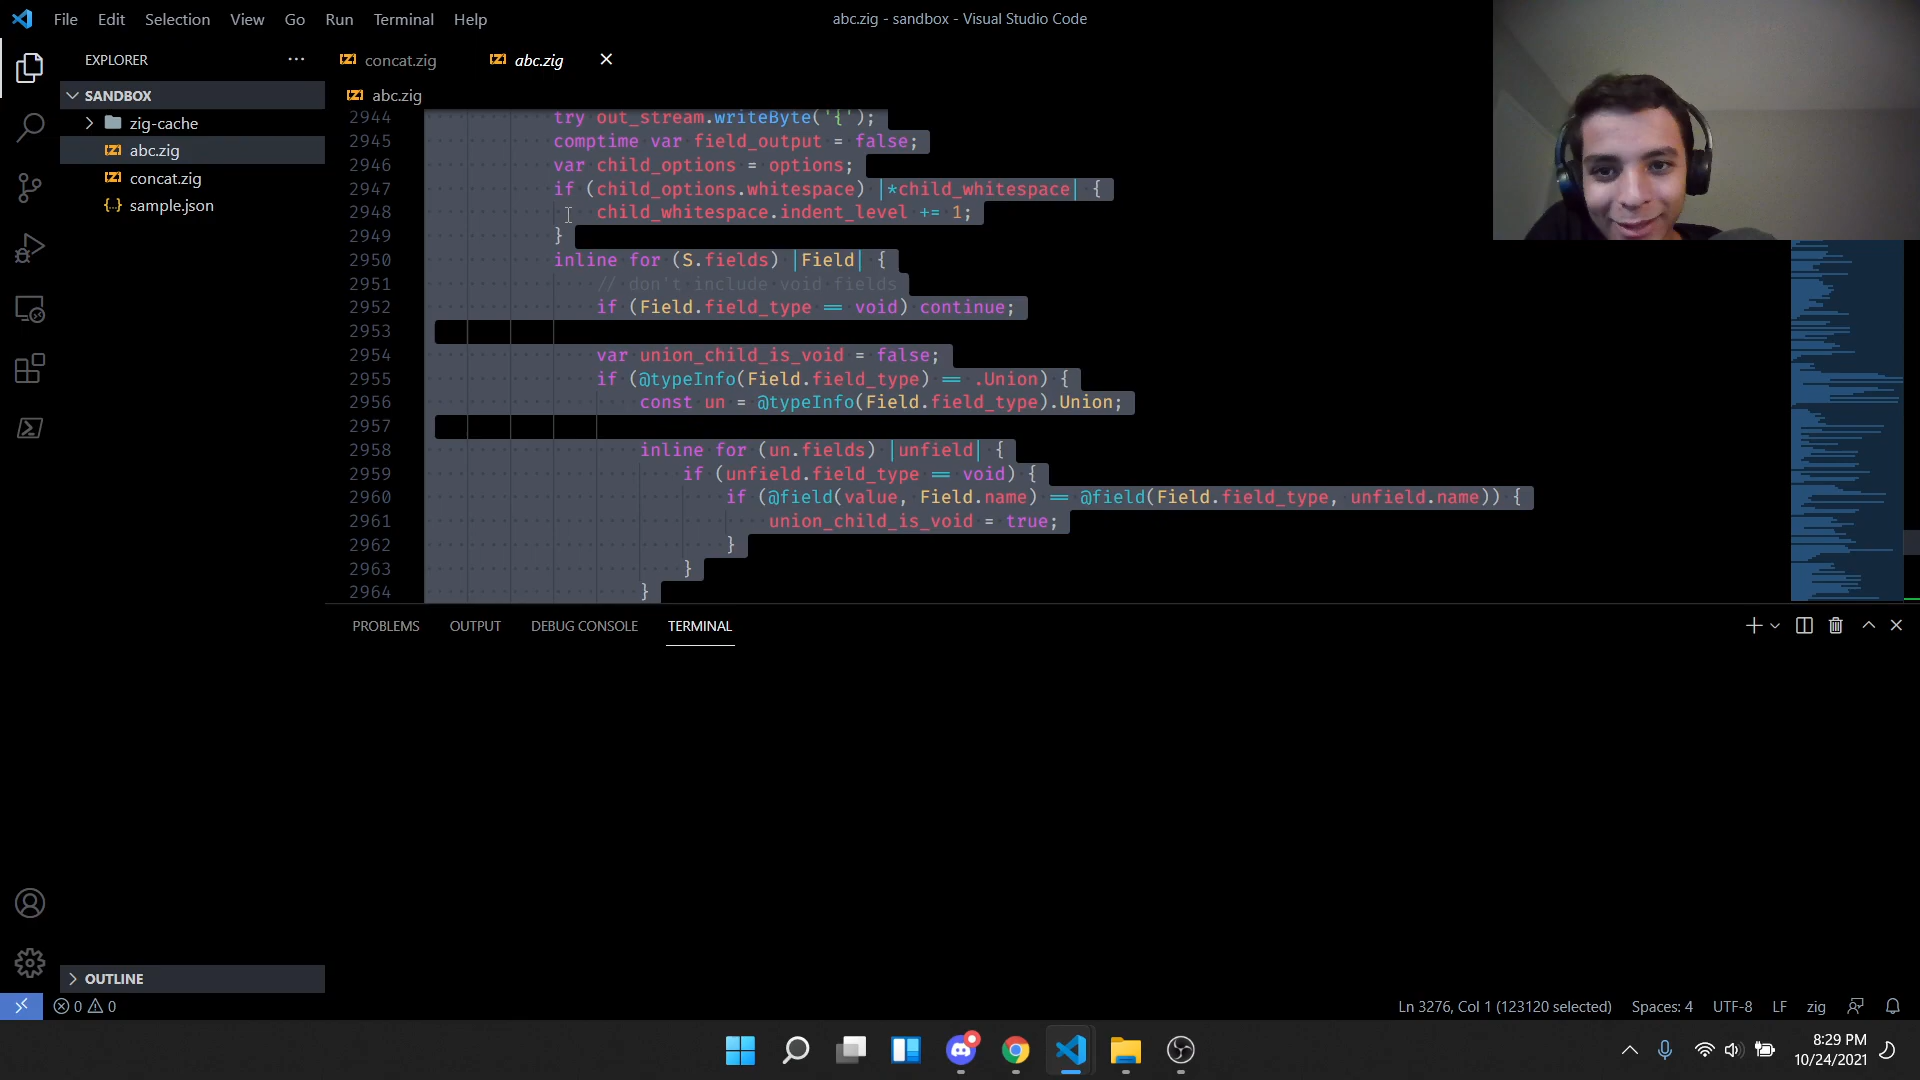 File Edit Selection View Go Run Terminal Help
abc.zig - sandbox - Visual Studio Code
EXPLORER
SANDBOX
zig-cache
abc.zig
concat.zig
sample.json
OUTLINE
concat.zig
abc.zig
abc.zig
2944 try out_stream.writeByte('{');
2945 comptime var field_output = false;
2946 var child_options = options;
2947 if (child_options.whitespace) |*child_whitespace| {
2948 child_whitespace.indent_level += 1;
2949 }
2950 inline for (S.fields) |Field| {
2951 // don't include void fields
2952 if (Field.field_type == void) continue;
2953
2954 var union_child_is_void = false;
2955 if (@typeInfo(Field.field_type) == .Union) {
2956 const un = @typeInfo(Field.field_type).Union;
2957
2958 inline for (un.fields) |unfield| {
2959 if (unfield.field_type == void) {
2960 if (@field(value, Field.name) == @field(Field.field_type, unfield.name)) {
2961 union_child_is_void = true;
2962 }
2963 }
2964 }
PROBLEMS OUTPUT DEBUG CONSOLE TERMINAL
0 0
Ln 3276, Col 1 (123120 selected) Spaces: 4 UTF-8 LF zig
8:29 PM
10/24/2021